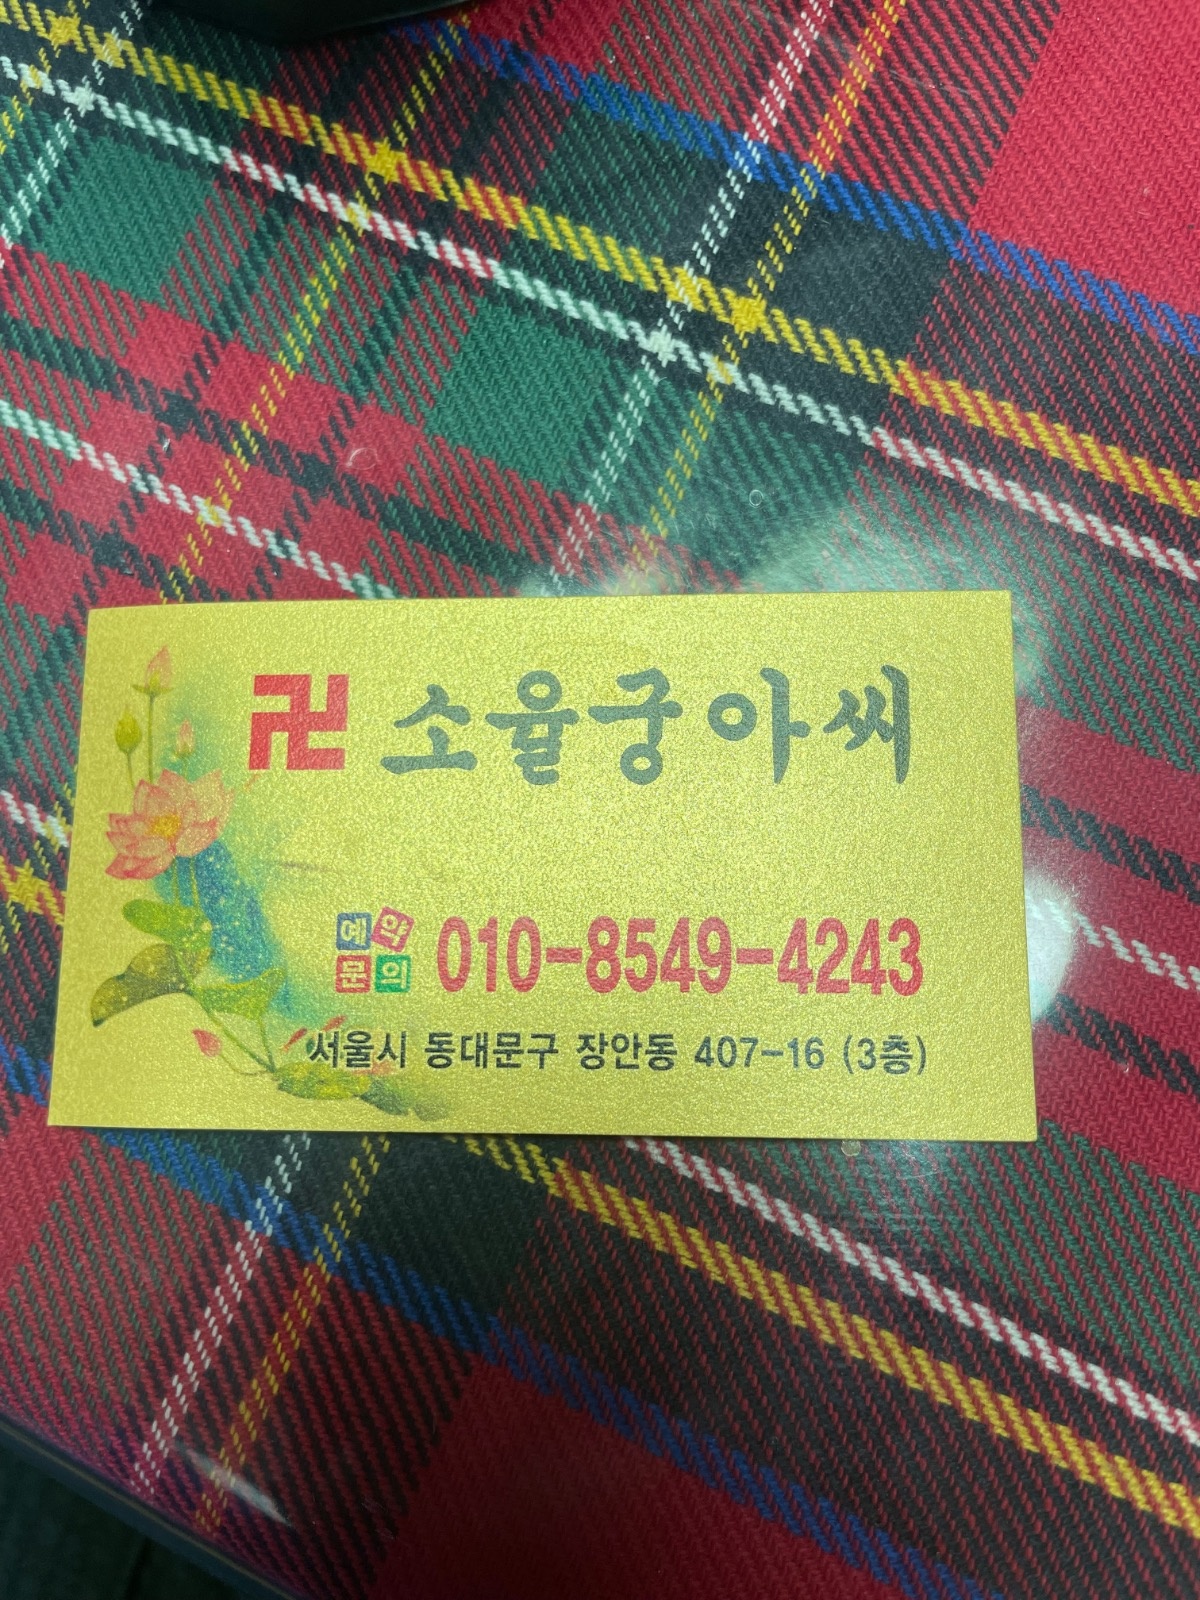 卍 소율궁아씨
예약문의 010-8549-4243
서울시 동대문구 장안동 407-16 (3층)